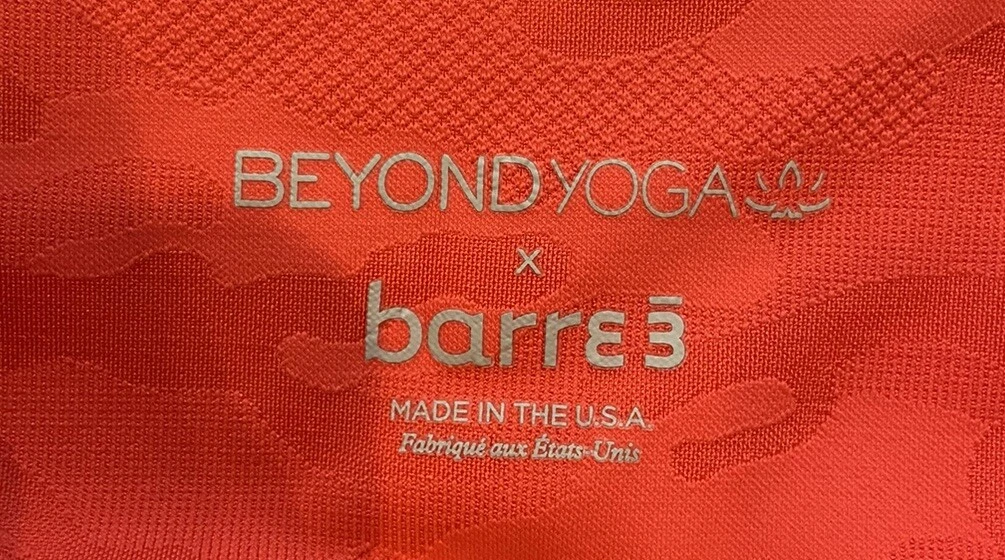 BEYOND YOGA
x
barre3
MADE IN THE U.S.A.
Fabriqué aux États-Unis